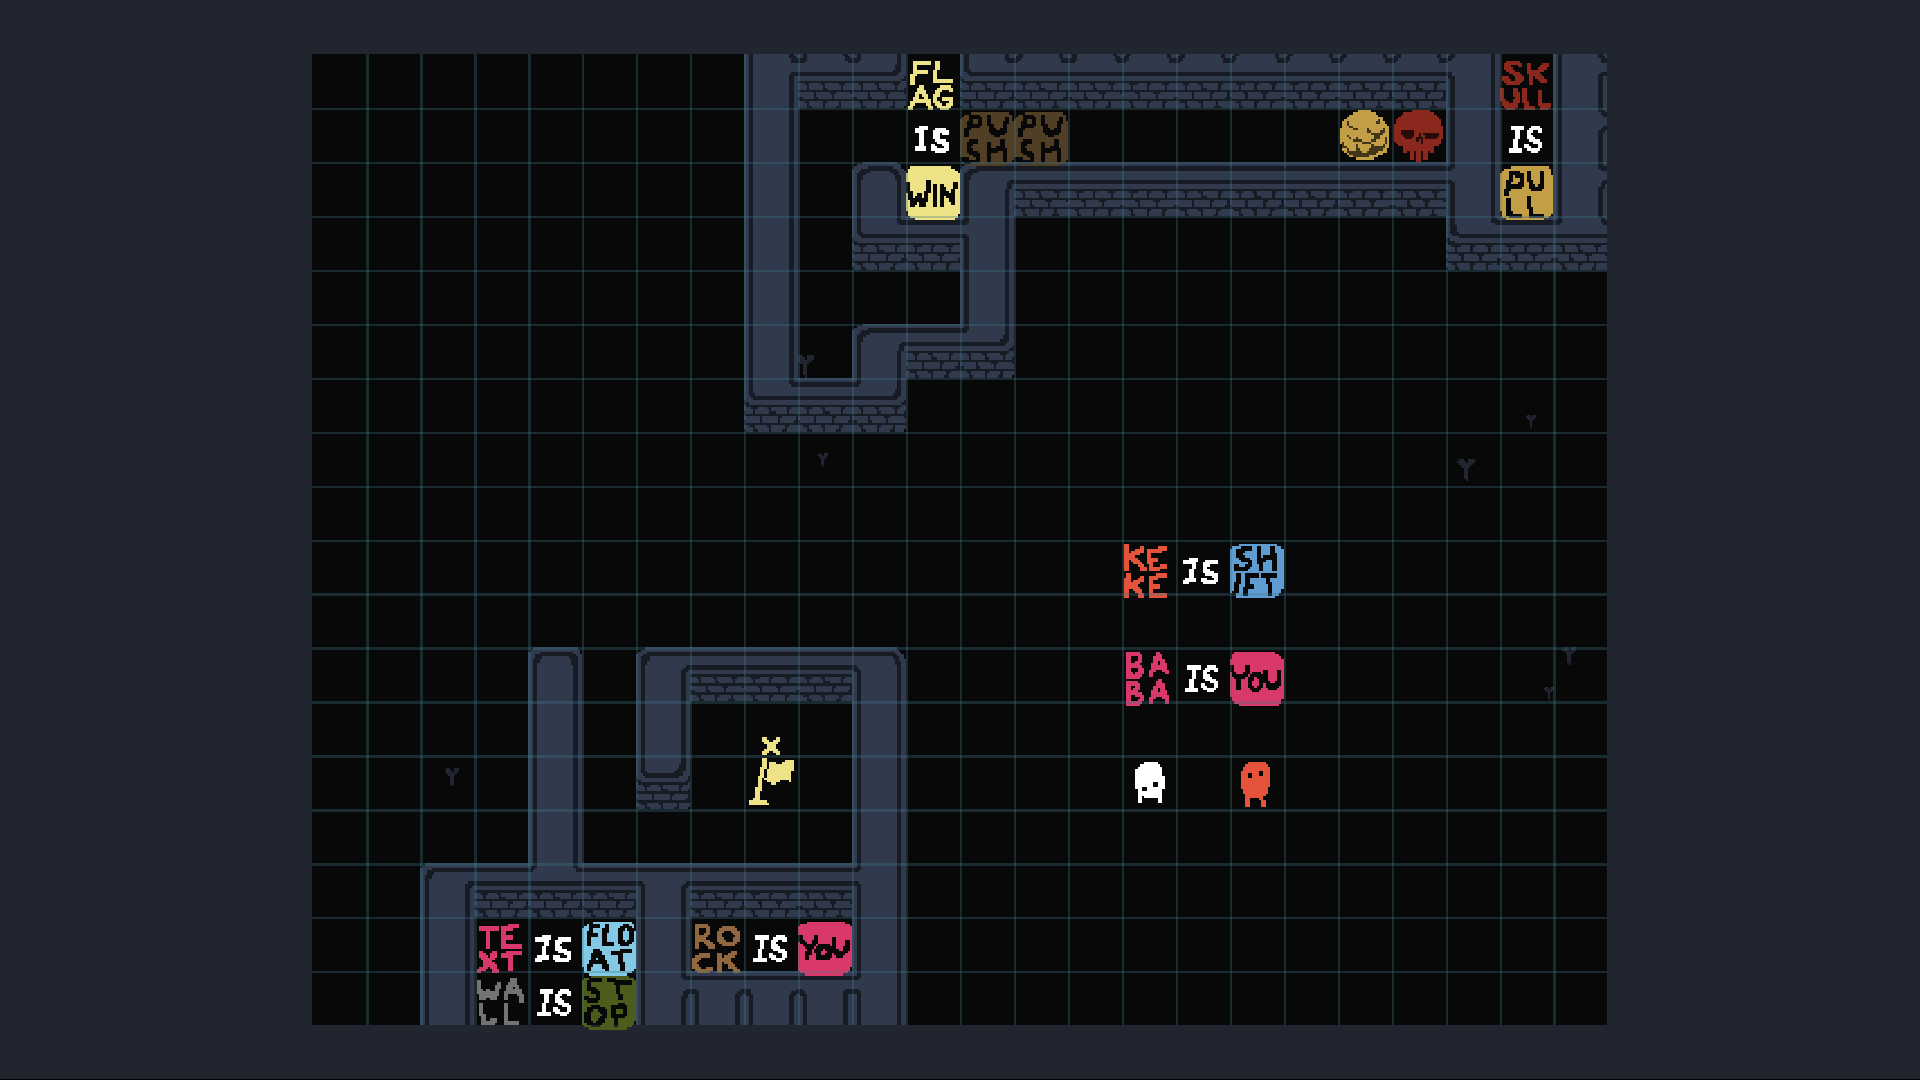 FLAG
SKULL
IS PUSH PUSH
IS
WIN
PULL
KEKE IS SHIFT
BABA IS YOU
TEXT IS FLOAT
ROCK IS YOU
WALL IS STOP